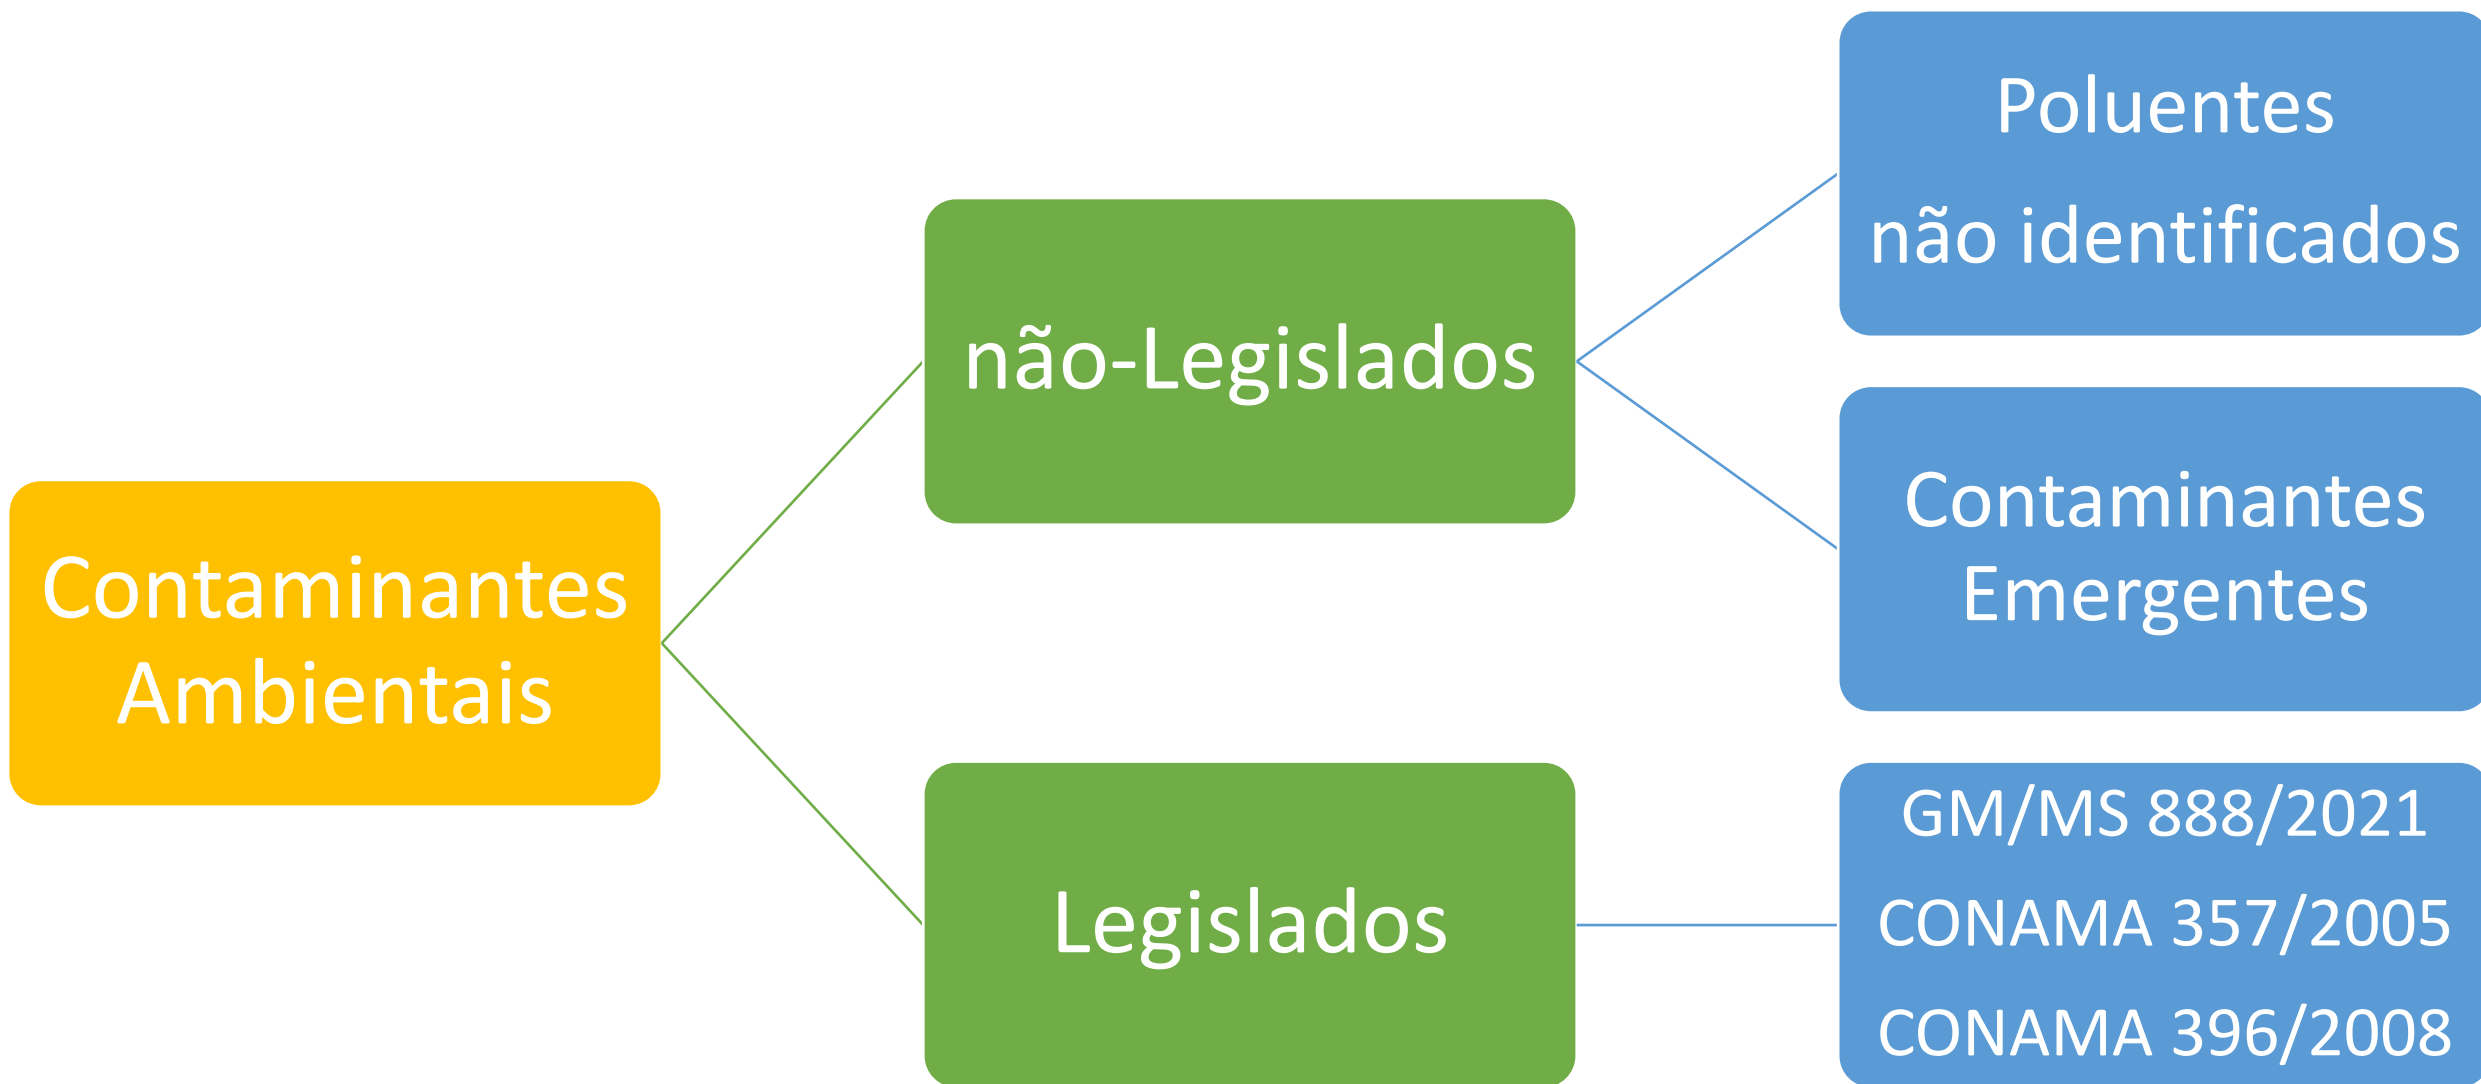 Contaminantes
Ambientais
não-Legislados
Legislados
Poluentes
não identificados
Contaminantes
Emergentes
GM/MS 888/2021
CONAMA 357/2005
CONAMA 396/2008